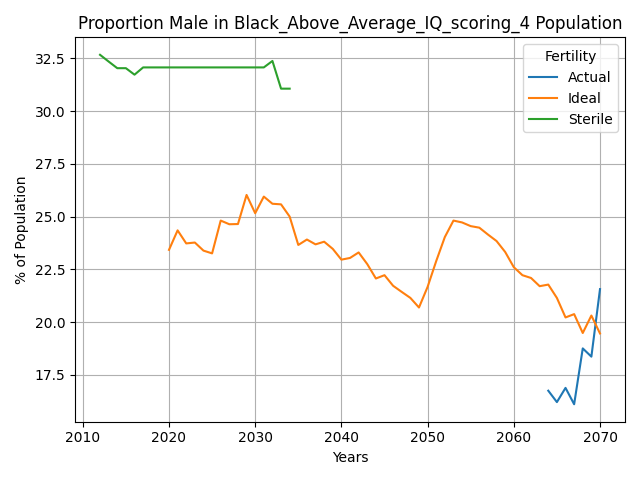 Proportion Male in Black_Above_Average_IQ_scoring_4 Population
Fertility
Actual
Ideal
Sterile
% of Population
32.5
30.0
27.5
25.0
22.5
20.0
17.5
2010 2020 2030 2040 2050 2060 2070
Years